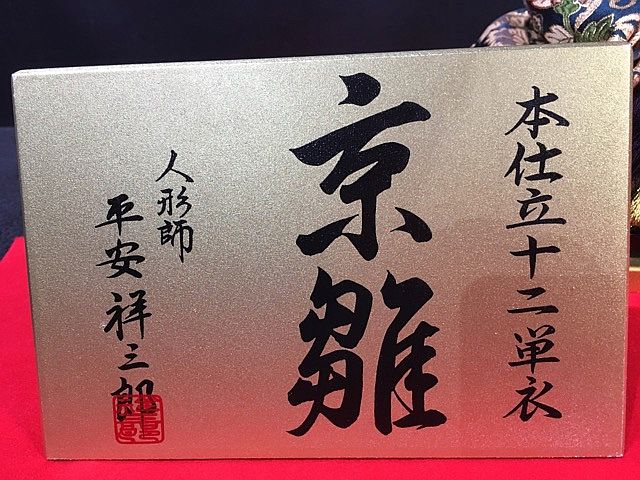 本仕立十二単衣
京雛
人形師
平安祥三郎